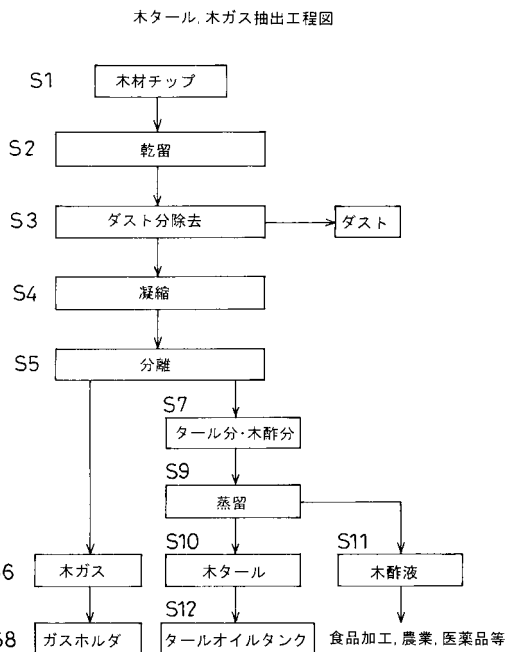 木タール, 木ガス抽出工程図
S1 木材チップ
S2 乾留
S3 ダスト分除去 ダスト
S4 凝縮
S5 分離
S7
タール分・木酢分
S9
蒸留
S10 S11
6 木ガス 木タール 木酢液
S12
S8 ガスホルダ タールオイルタンク 食品加工, 農業, 医薬品等